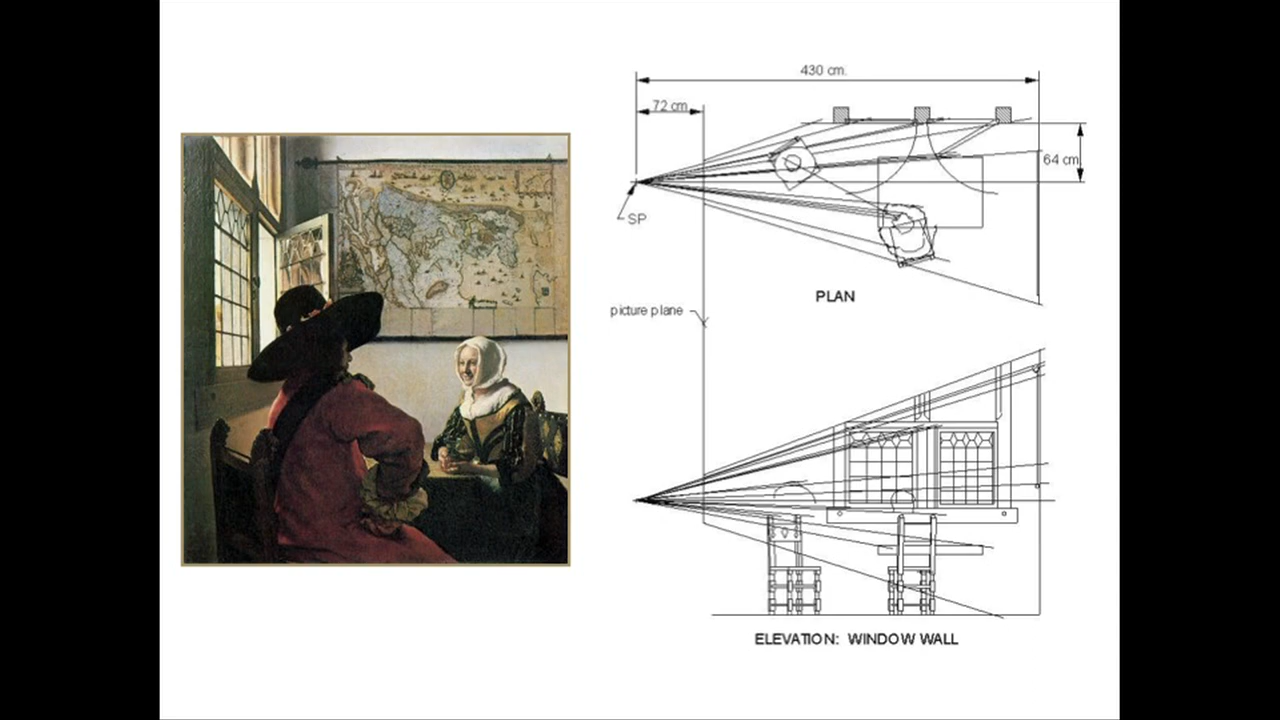 430 cm.
72 cm
64 cm
SP
PLAN
picture plane
ELEVATION: WINDOW WALL